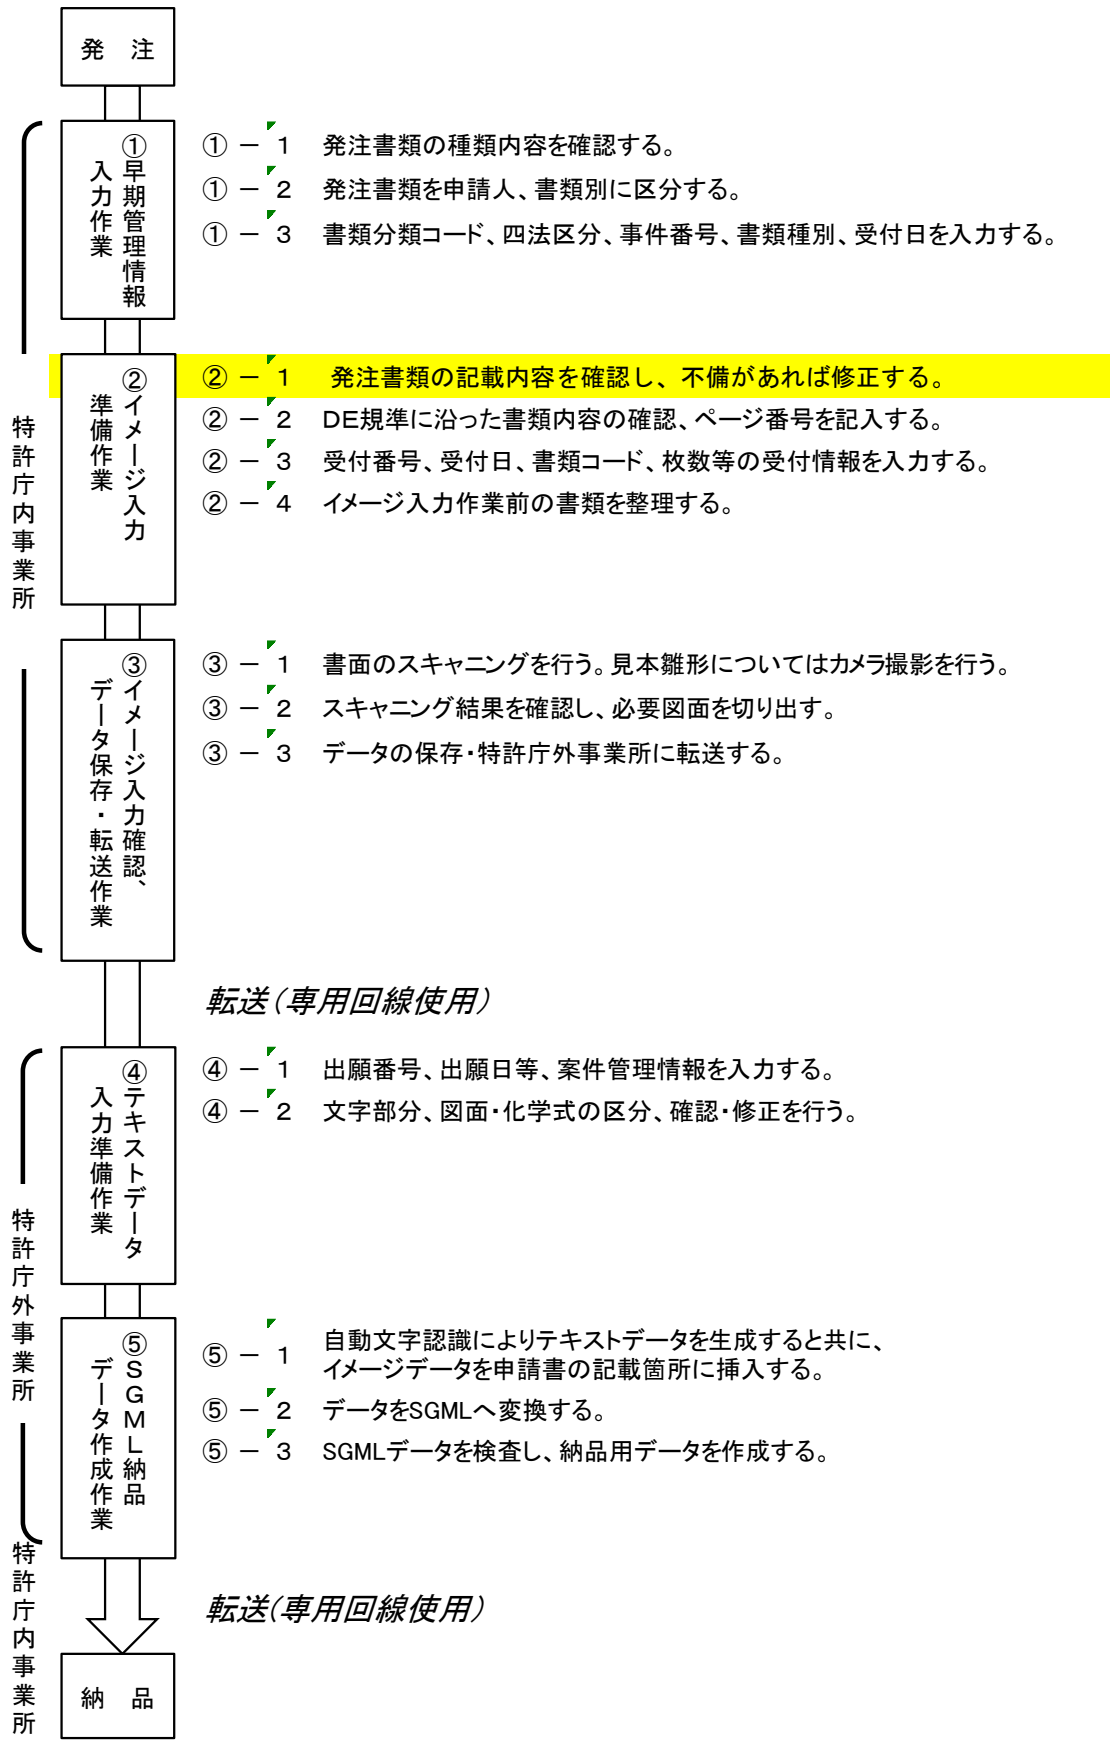 発　注
特許庁内事業所
①早期管理情報
入力作業
①－1　発注書類の種類内容を確認する。
①－2　発注書類を申請人、書類別に区分する。
①－3　書類分類コード、四法区分、事件番号、書類種別、受付日を入力する。
②イメージ入力
準備作業
②－1　発注書類の記載内容を確認し、不備があれば修正する。
②－2　DE規準に沿った書類内容の確認、ページ番号を記入する。
②－3　受付番号、受付日、書類コード、枚数等の受付情報を入力する。
②－4　イメージ入力作業前の書類を整理する。
③イメージ入力確認、
データ保存・転送作業
③－1　書面のスキャニングを行う。見本雛形についてはカメラ撮影を行う。
③－2　スキャニング結果を確認し、必要図面を切り出す。
③－3　データの保存・特許庁外事業所に転送する。
転送（専用回線使用）
特許庁外事業所
④テキストデータ
入力準備作業
④－1　出願番号、出願日等、案件管理情報を入力する。
④－2　文字部分、図面・化学式の区分、確認・修正を行う。
⑤SGML納品
データ作成作業
⑤－1　自動文字認識によりテキストデータを生成すると共に、
イメージデータを申請書の記載箇所に挿入する。
⑤－2　データをSGMLへ変換する。
⑤－3　SGMLデータを検査し、納品用データを作成する。
特許庁内事業所
転送（専用回線使用）
納　品